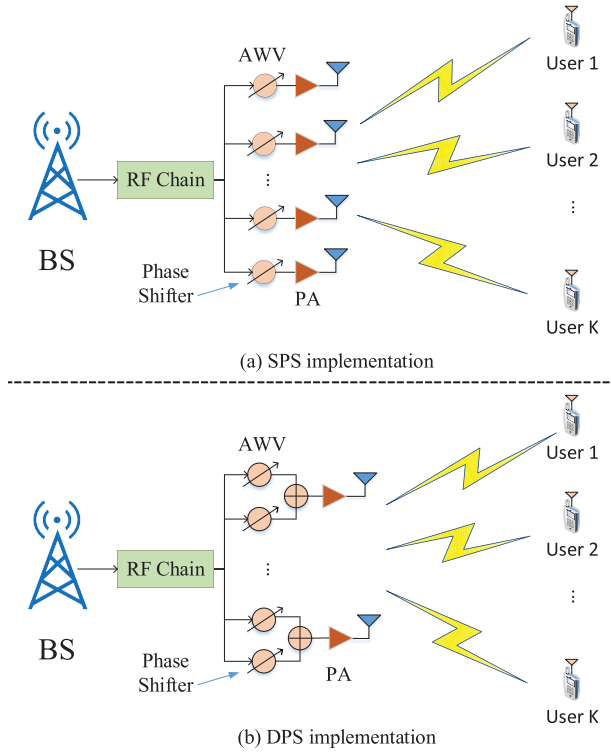 AWV
User 1
RF Chain
User 2
...
...
BS
Phase
Shifter
PA
User K
(a) SPS implementation
AWV
User 1
RF Chain
User 2
...
...
BS
Phase
Shifter
PA
User K
(b) DPS implementation